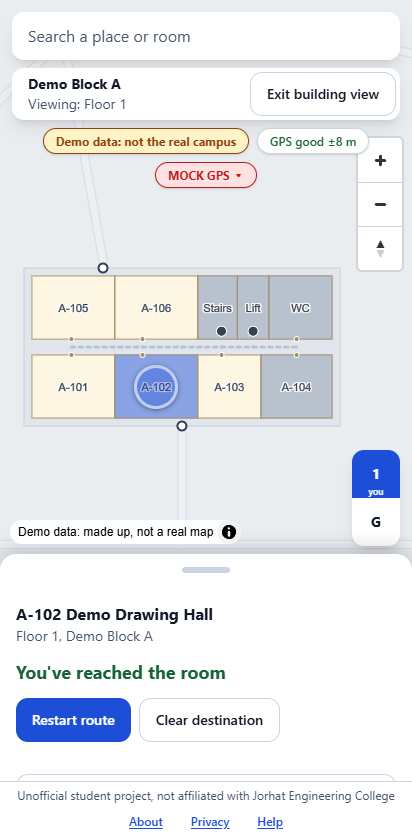 Search a place or room
Demo Block A
Viewing: Floor 1
Exit building view
Demo data: not the real campus
GPS good ±8 m
MOCK GPS
+
−
A-105
A-106
Stairs
Lift
WC
A-101
A-102
A-103
A-104
1
you
G
Demo data: made up, not a real map
A-102 Demo Drawing Hall
Floor 1, Demo Block A
You've reached the room
Restart route
Clear destination
Unofficial student project, not affiliated with Jorhat Engineering College
About
Privacy
Help